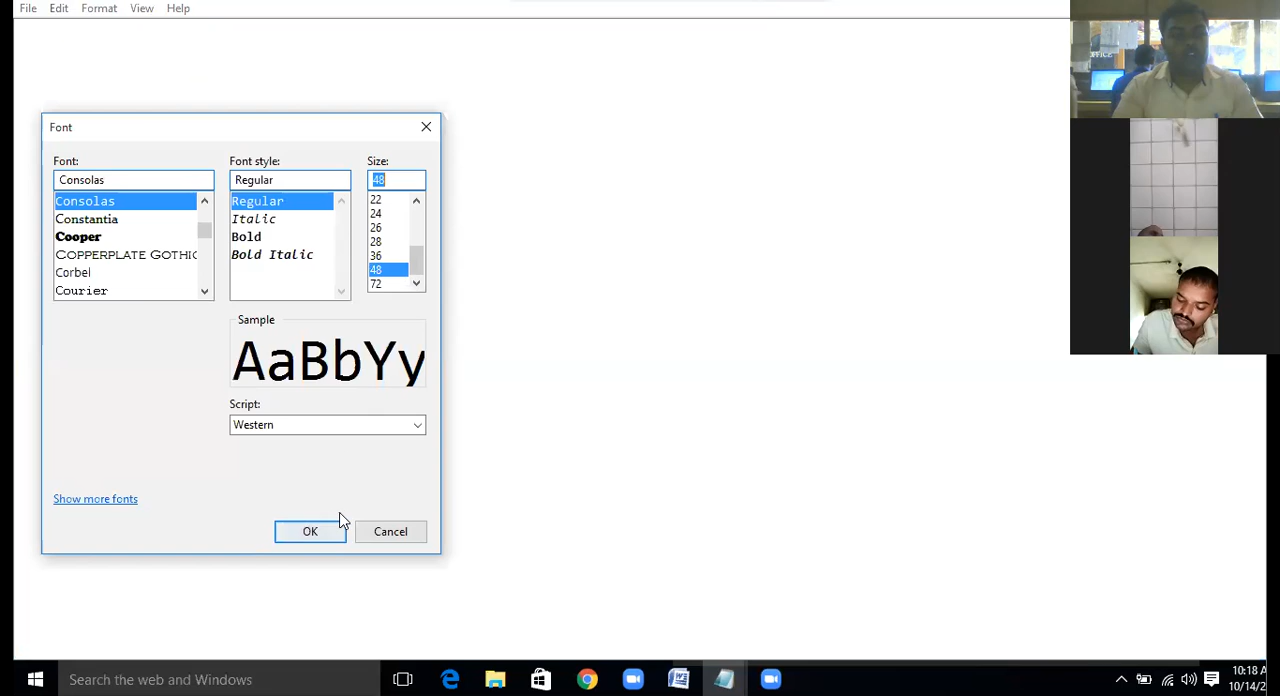 File Edit Format View Help
Font
Font: Font style: Size:
Consolas Regular 48
Consolas Regular 22
Constantia Italic 24
Cooper Bold 26
COPPERPLATE GOTHIC Bold Italic 28
Corbel 36
Courier 48
72
Sample
AaBbYy
Script:
Western
Show more fonts
OK Cancel
Search the web and Windows
10:18
10/14/2